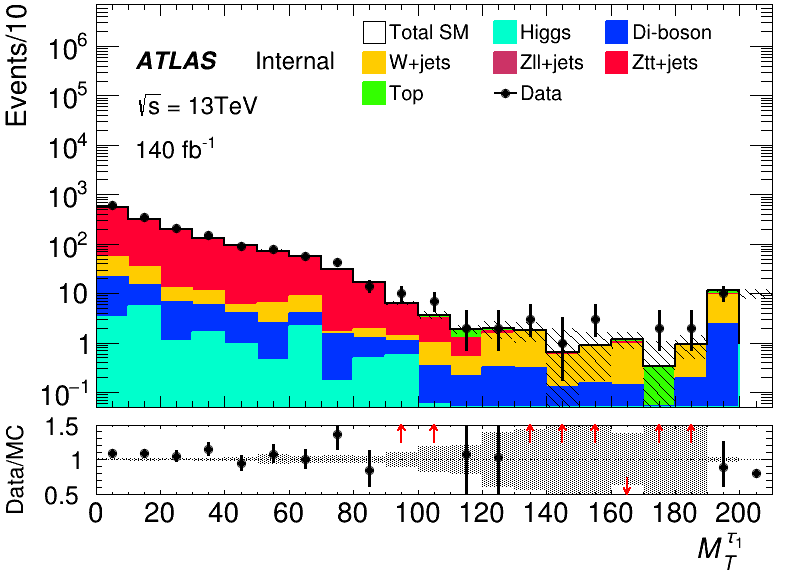 Events/10
10⁶
10⁵
10⁴
10³
10²
10
1
10⁻¹
ATLAS Internal
√s = 13TeV
140 fb⁻¹
Total SM Higgs Di-boson
W+jets Zll+jets Ztt+jets
Top Data
Data/MC
1.5
1
0.5
0 20 40 60 80 100 120 140 160 180 200
M_T^τ₁